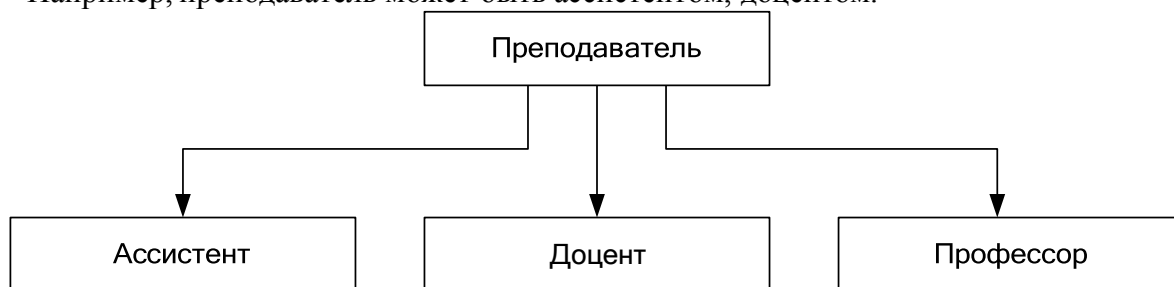 Например, преподаватель может быть ассистентом, доцентом.
Преподаватель
Ассистент
Доцент
Профессор